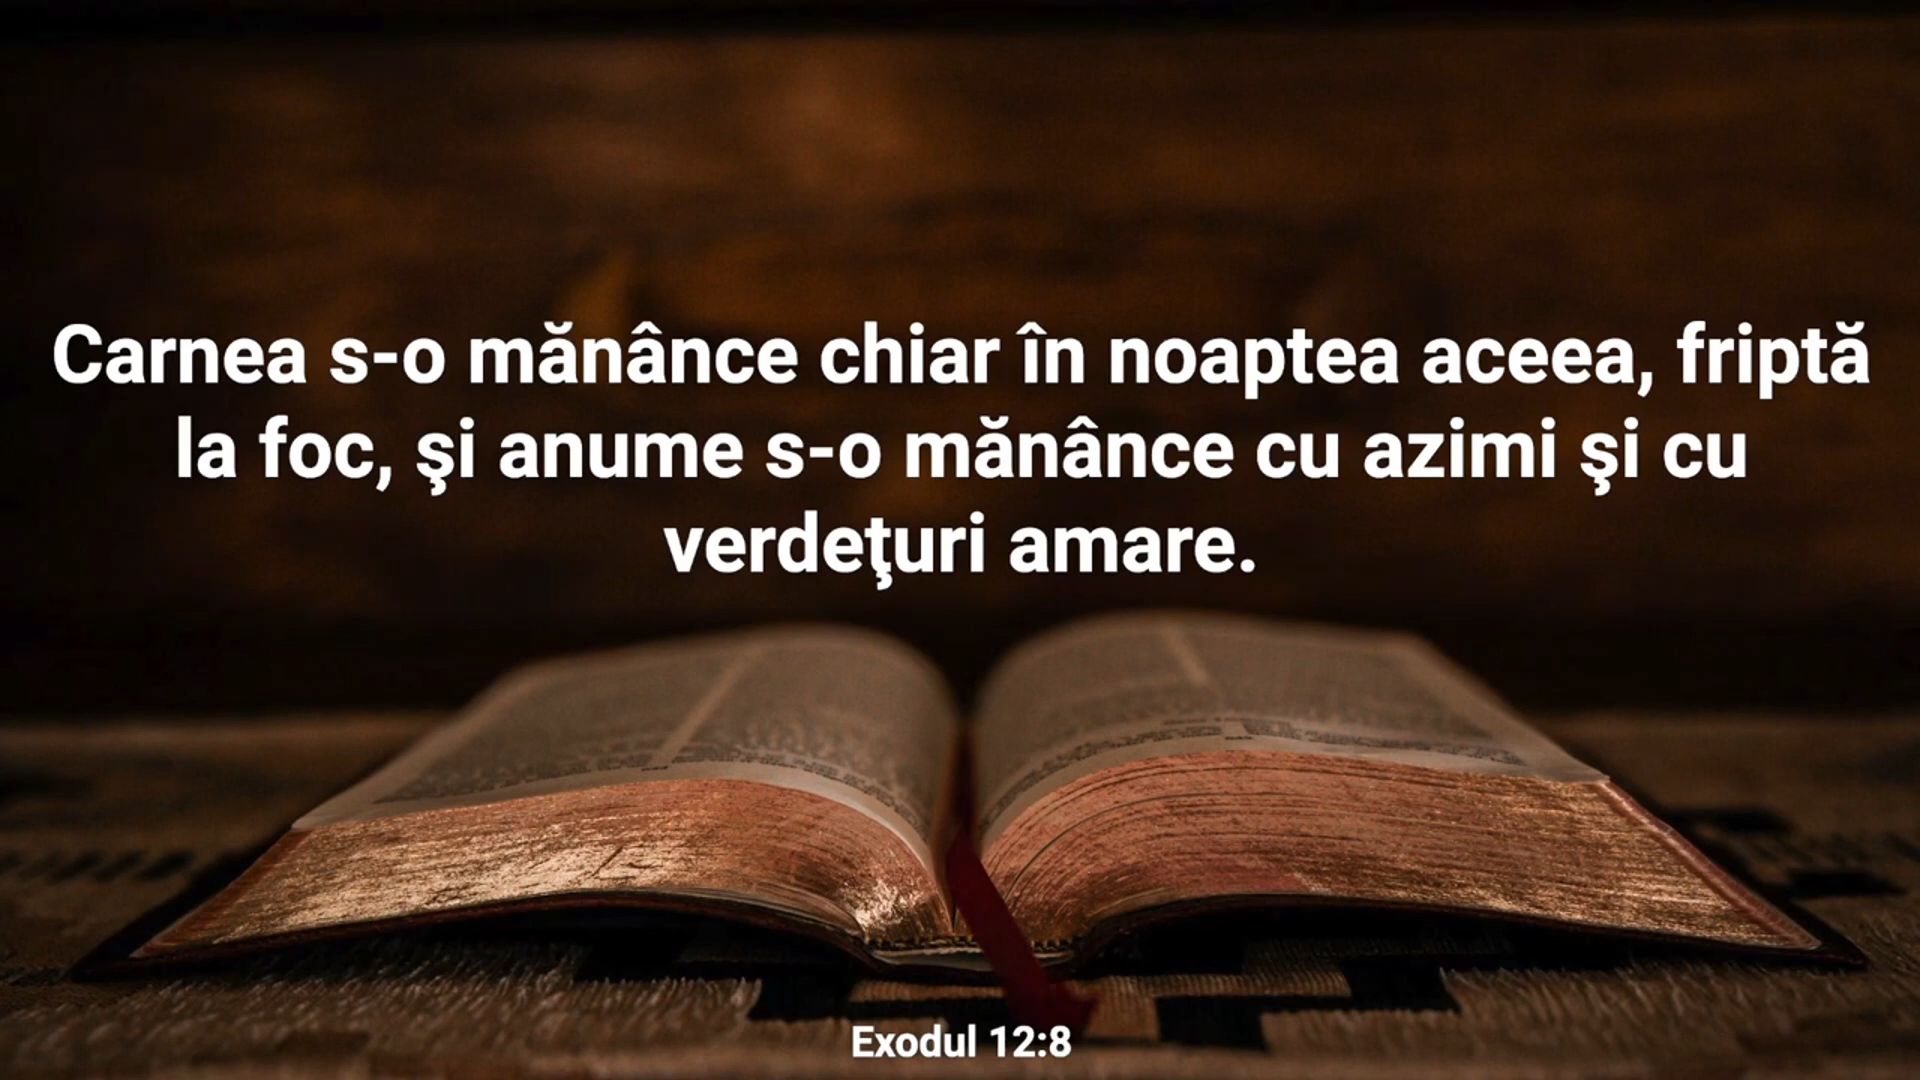 Carnea s-o mănânce chiar în noaptea aceea, friptă
la foc, şi anume s-o mănânce cu azimi şi cu
verdeţuri amare.
Exodul 12:8